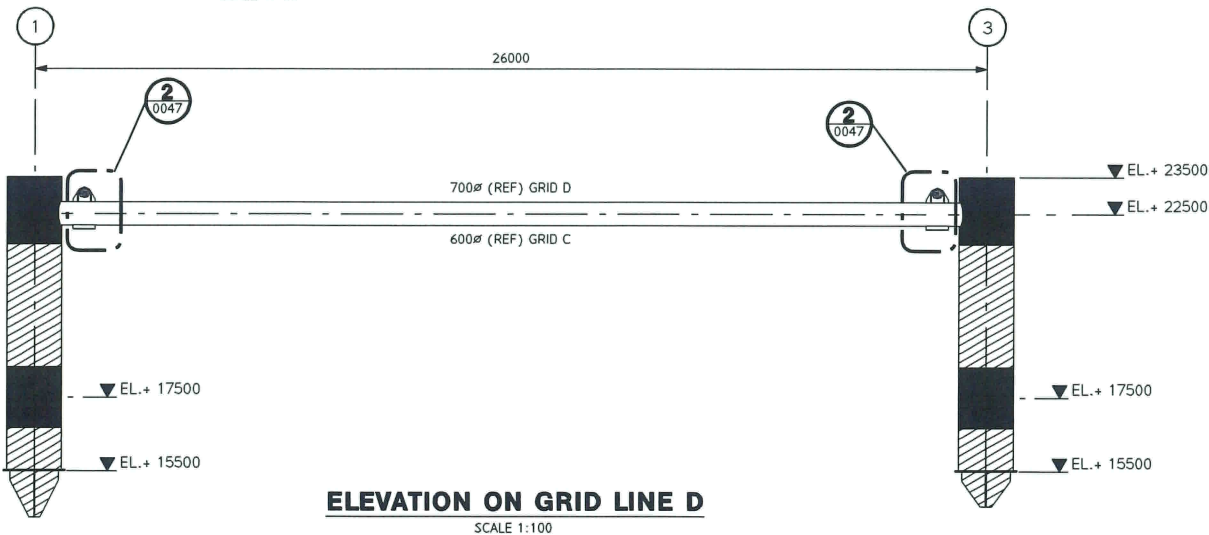 1
3
26000
2
0047
2
0047
700ø (REF) GRID D
600ø (REF) GRID C
EL.+ 23500
EL.+ 22500
EL.+ 17500
EL.+ 17500
EL.+ 15500
EL.+ 15500
ELEVATION ON GRID LINE D
SCALE 1:100